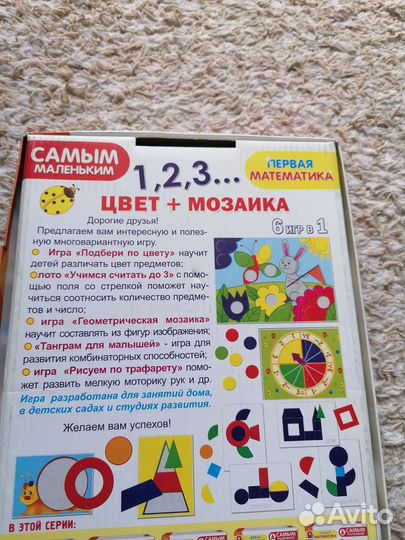 САМЫМ
МАЛЕНЬКИМ
1,2,3...
ПЕРВАЯ
МАТЕМАТИКА
ЦВЕТ + МОЗАИКА
Дорогие друзья!
Предлагаем вам интересную и полез-
ную многовариантную игру.
Игра «Подбери по цвету» научит
детей различать цвет предметов;
лото «Учимся считать до 3» с помо-
щью поля со стрелкой поможет на-
учиться соотносить количество предме-
тов и число;
игра «Геометрическая мозаика»
научит составлять из фигур изображения;
«Танграм для малышей» - игра для
развития комбинаторных способностей;
игра «Рисуем по трафарету» помо-
жет развить мелкую моторику рук и др.
Игра разработана для занятий дома,
в детских садах и студиях развития.
Желаем вам успехов!
6 игр в 1
В ЭТОЙ СЕРИИ:
Avito